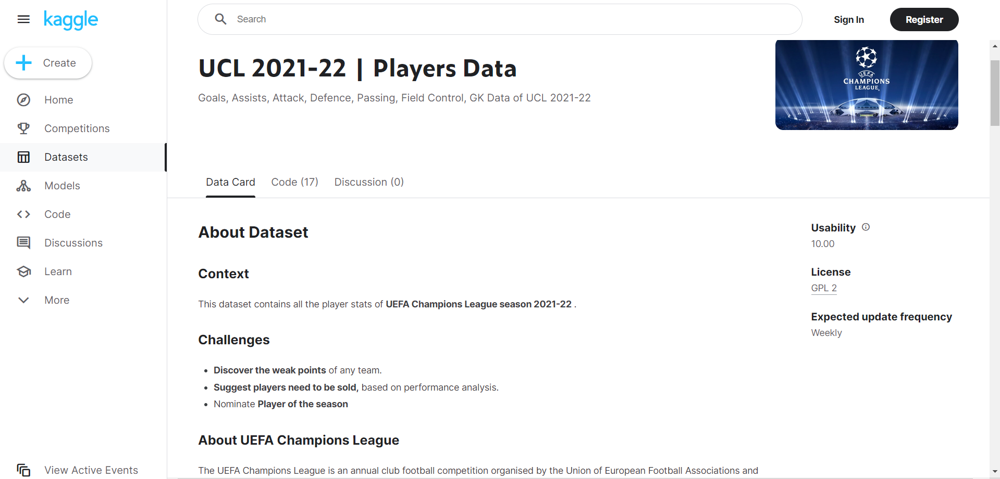 kaggle
Search
Sign In
Register
Create
Home
Competitions
Datasets
Models
Code
Discussions
Learn
More
View Active Events
UCL 2021-22 | Players Data
Goals, Assists, Attack, Defence, Passing, Field Control, GK Data of UCL 2021-22
UEFA
CHAMPIONS
LEAGUE
Data Card
Code (17)
Discussion (0)
About Dataset
Context
This dataset contains all the player stats of UEFA Champions League season 2021-22 .
Challenges
• Discover the weak points of any team.
• Suggest players need to be sold, based on performance analysis.
• Nominate Player of the season
About UEFA Champions League
The UEFA Champions League is an annual club football competition organised by the Union of European Football Associations and
Usability
10.00
License
GPL 2
Expected update frequency
Weekly